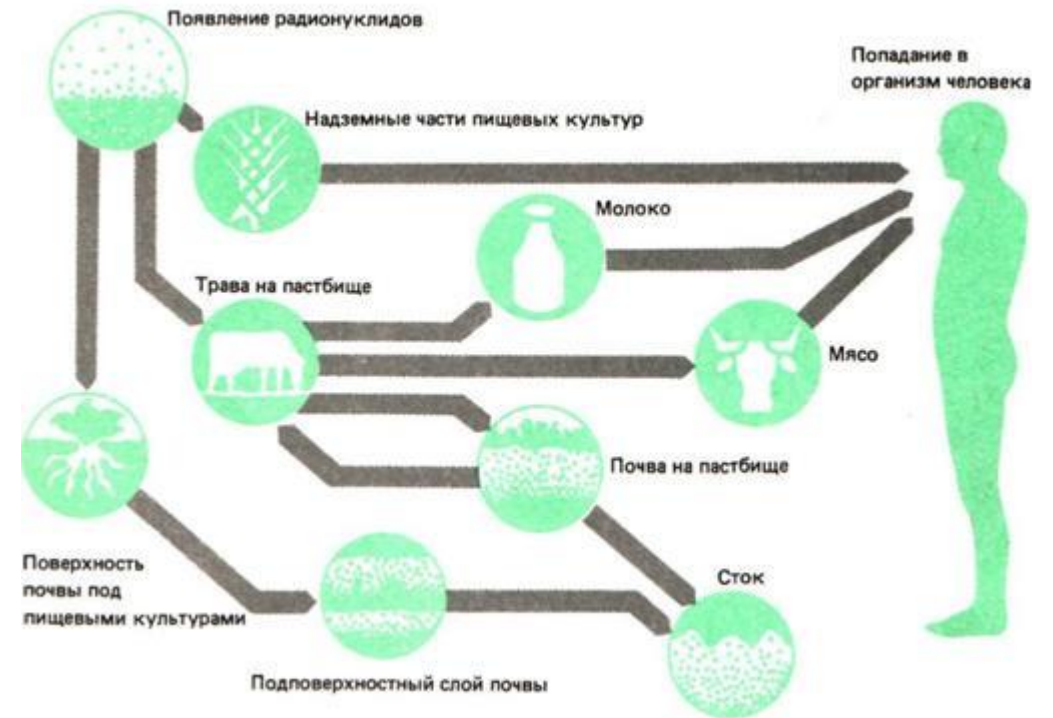 Появление радионуклидов
Попадание в
организм человека
Надземные части пищевых культур
Молоко
Трава на пастбище
Мясо
Почва на пастбище
Поверхность
почвы под
пищевыми культурами
Сток
Подповерхностный слой почвы